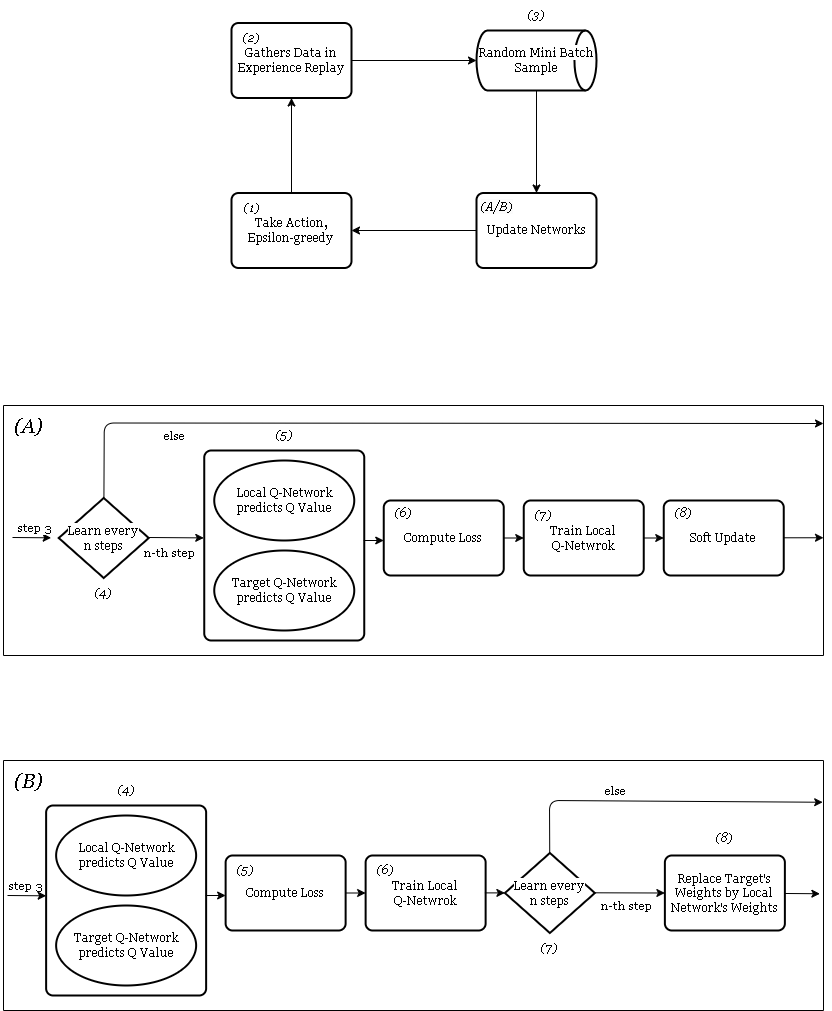 (3)
(2)
Gathers Data in
Experience Replay
Random Mini Batch
Sample
(1)
Take Action,
Epsilon-greedy
(A/B)
Update Networks
(A)
else
(5)
Local Q-Network
predicts Q Value
step 3
Learn every
n steps
n-th step
(4)
Target Q-Network
predicts Q Value
(6)
Compute Loss
(7)
Train Local
Q-Netwrok
(8)
Soft Update
(B)
(4)
Local Q-Network
predicts Q Value
step 3
Target Q-Network
predicts Q Value
(5)
Compute Loss
(6)
Train Local
Q-Netwrok
else
Learn every
n steps
n-th step
(7)
(8)
Replace Target's
Weights by Local
Network's Weights